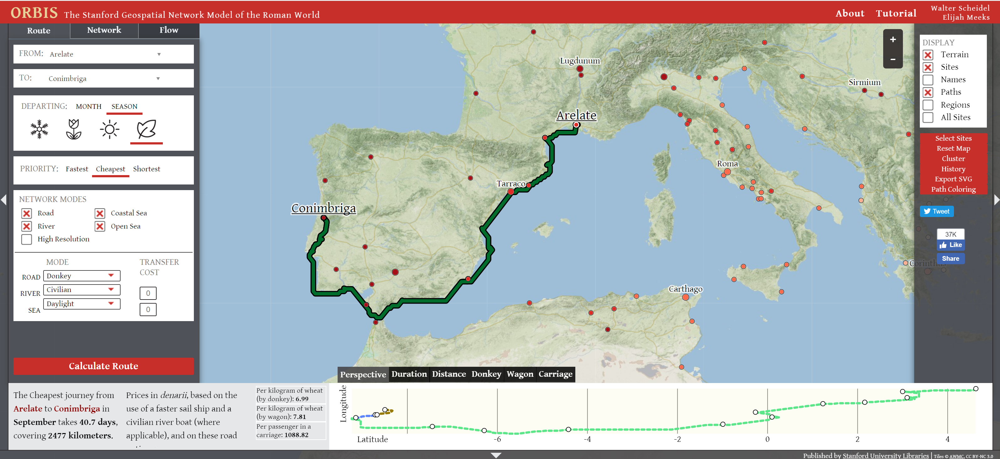 ORBIS The Stanford Geospatial Network Model of the Roman World
About Tutorial
Walter Scheidel
Elijah Meeks
Route Network Flow
FROM: Arelate
TO: Conimbriga
DEPARTING: MONTH SEASON
PRIORITY: Fastest Cheapest Shortest
NETWORK MODES
Road Coastal Sea
River Open Sea
High Resolution
MODE TRANSFER
COST
ROAD Donkey
RIVER Civilian 0
Daylight
SEA 0
Calculate Route
Lugdunum
Sirmium
Arelate
Roma
Tarraco
Conimbriga
Carthago
Corinthus
+
–
DISPLAY
Terrain
Sites
Names
Paths
Regions
All Sites
Select Sites
Reset Map
Cluster
History
Export SVG
Path Coloring
Tweet
37K
Like
Share
Perspective Duration Distance Donkey Wagon Carriage
The Cheapest journey from
Arelate to Conimbriga in
September takes 40.7 days,
covering 2477 kilometers.
Prices in denarii, based on the
use of a faster sail ship and a
civilian river boat (where
applicable), and on these road
Per kilogram of wheat
(by donkey): 6.99
Per kilogram of wheat
(by wagon): 7.81
Per passenger in a
carriage: 1088.82
Longitude
Latitude -6 -4 -2 0 2 4
Published by Stanford University Libraries | Tiles © AWMC, CC BY-NC 3.0